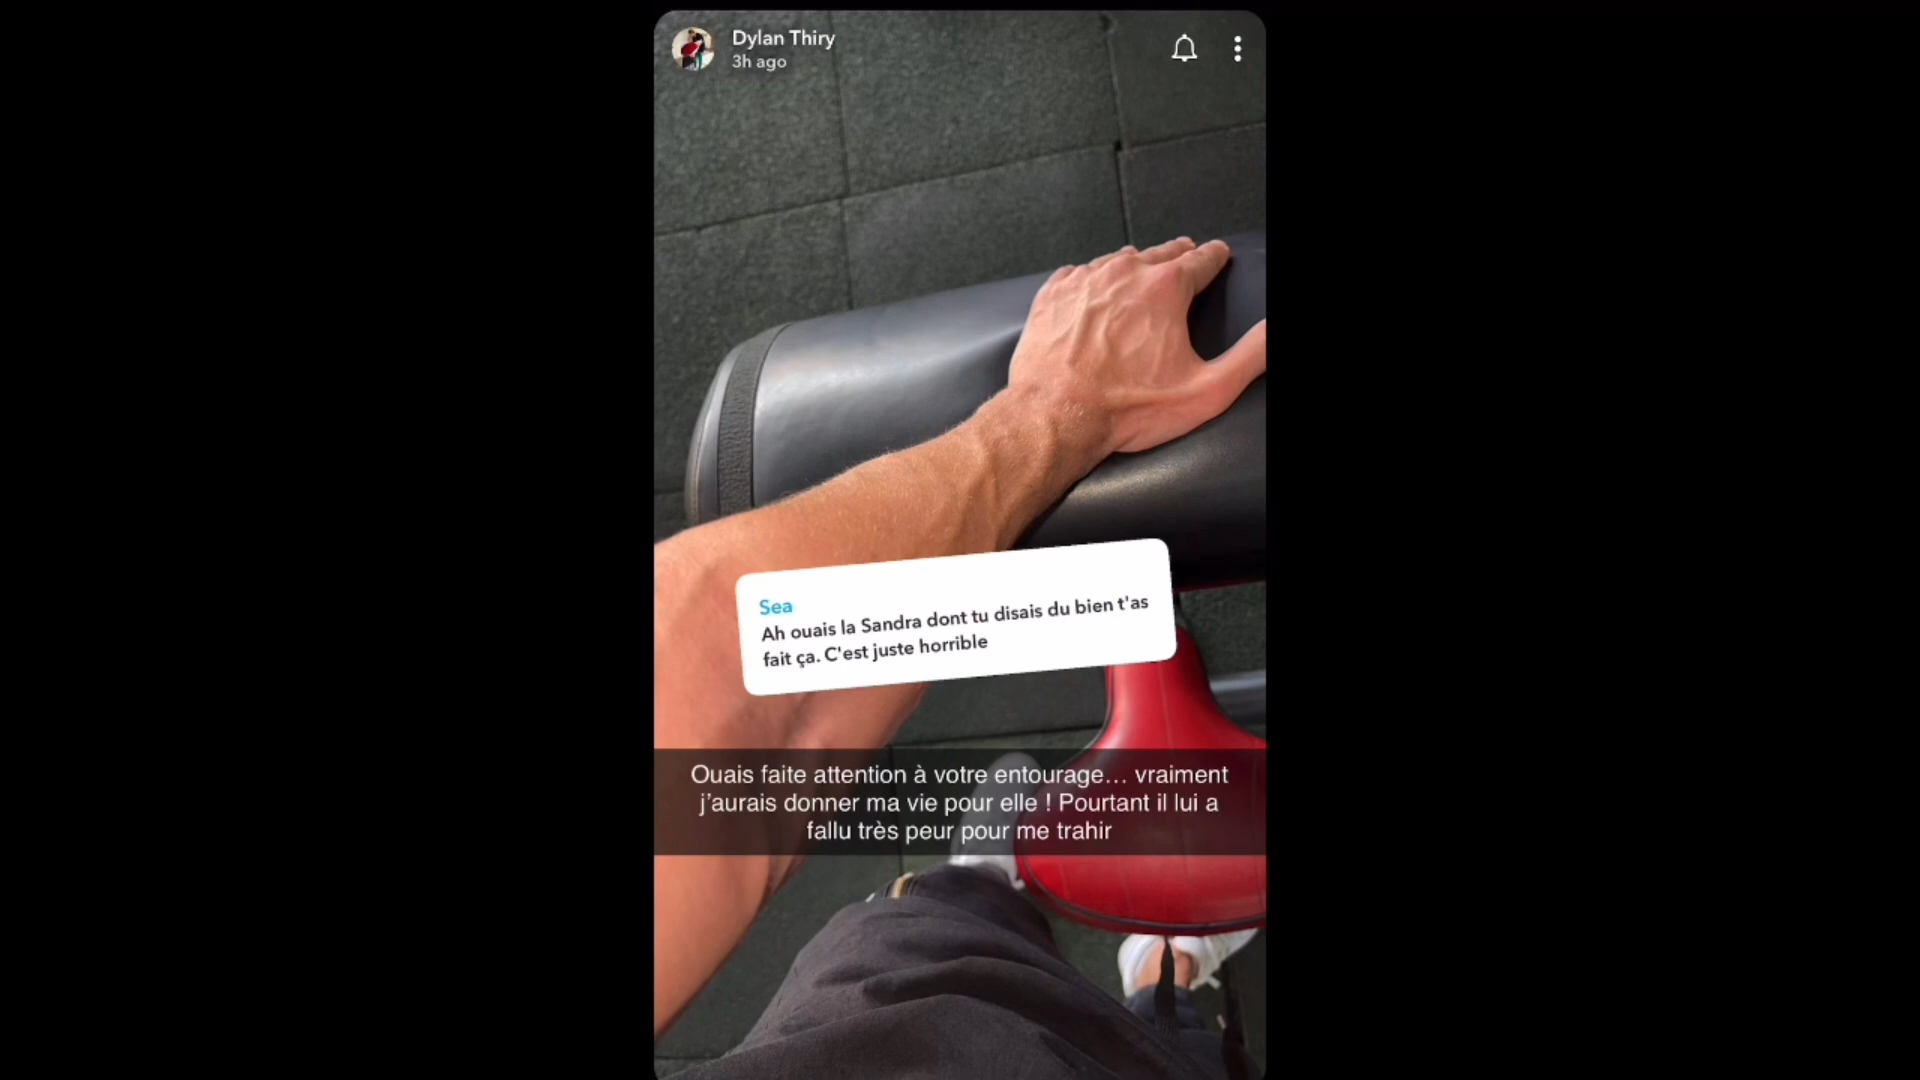 Dylan Thiry
3h ago
Sea
Ah ouais la Sandra dont tu disais du bien t'as
fait ça. C'est juste horrible
Ouais faite attention à votre entourage... vraiment
j'aurais donner ma vie pour elle ! Pourtant il lui a
fallu très peur pour me trahir